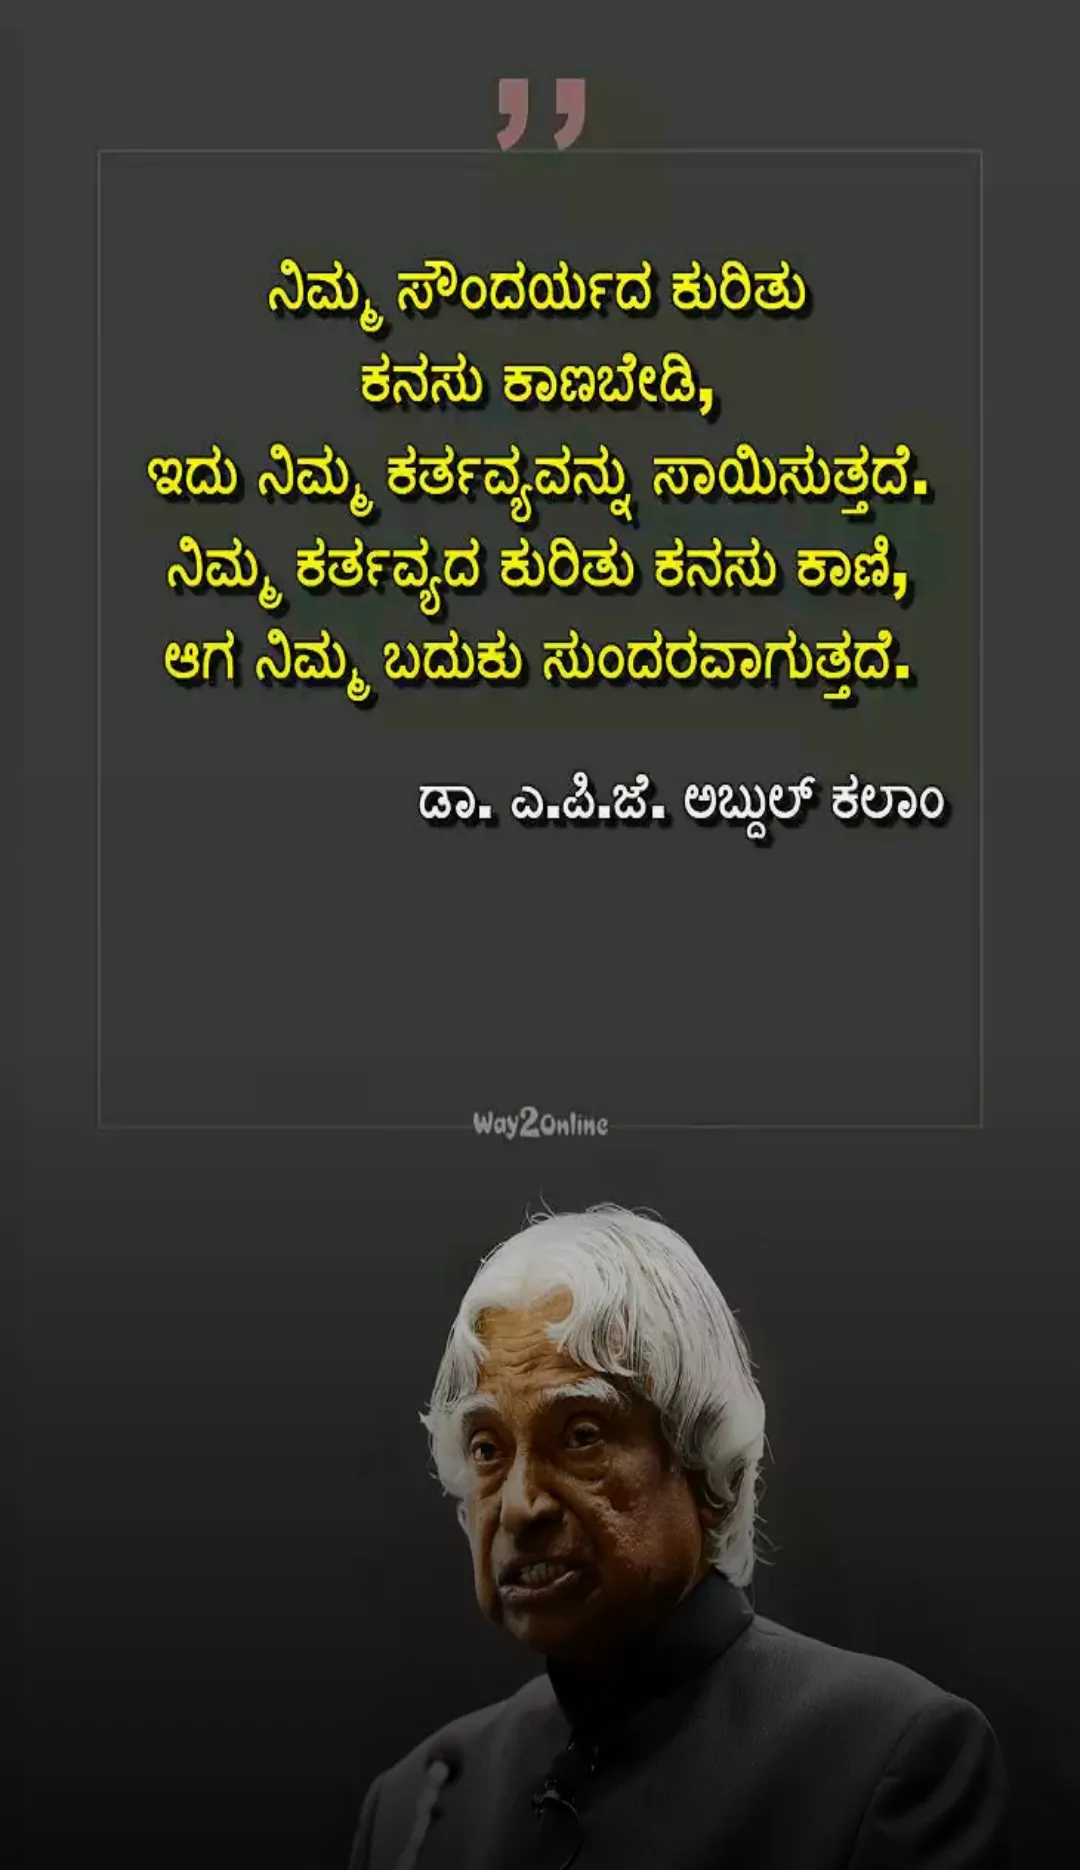 ”
ನಿಮ್ಮ ಸೌಂದರ್ಯದ ಕುರಿತು
ಕನಸು ಕಾಣಬೇಡಿ,
ಇದು ನಿಮ್ಮ ಕರ್ತವ್ಯವನ್ನು ಸಾಯಿಸುತ್ತದೆ.
ನಿಮ್ಮ ಕರ್ತವ್ಯದ ಕುರಿತು ಕನಸು ಕಾಣಿ,
ಆಗ ನಿಮ್ಮ ಬದುಕು ಸುಂದರವಾಗುತ್ತದೆ.
ಡಾ. ಎ.ಪಿ.ಜೆ. ಅಬ್ದುಲ್ ಕಲಾಂ
Way2Online